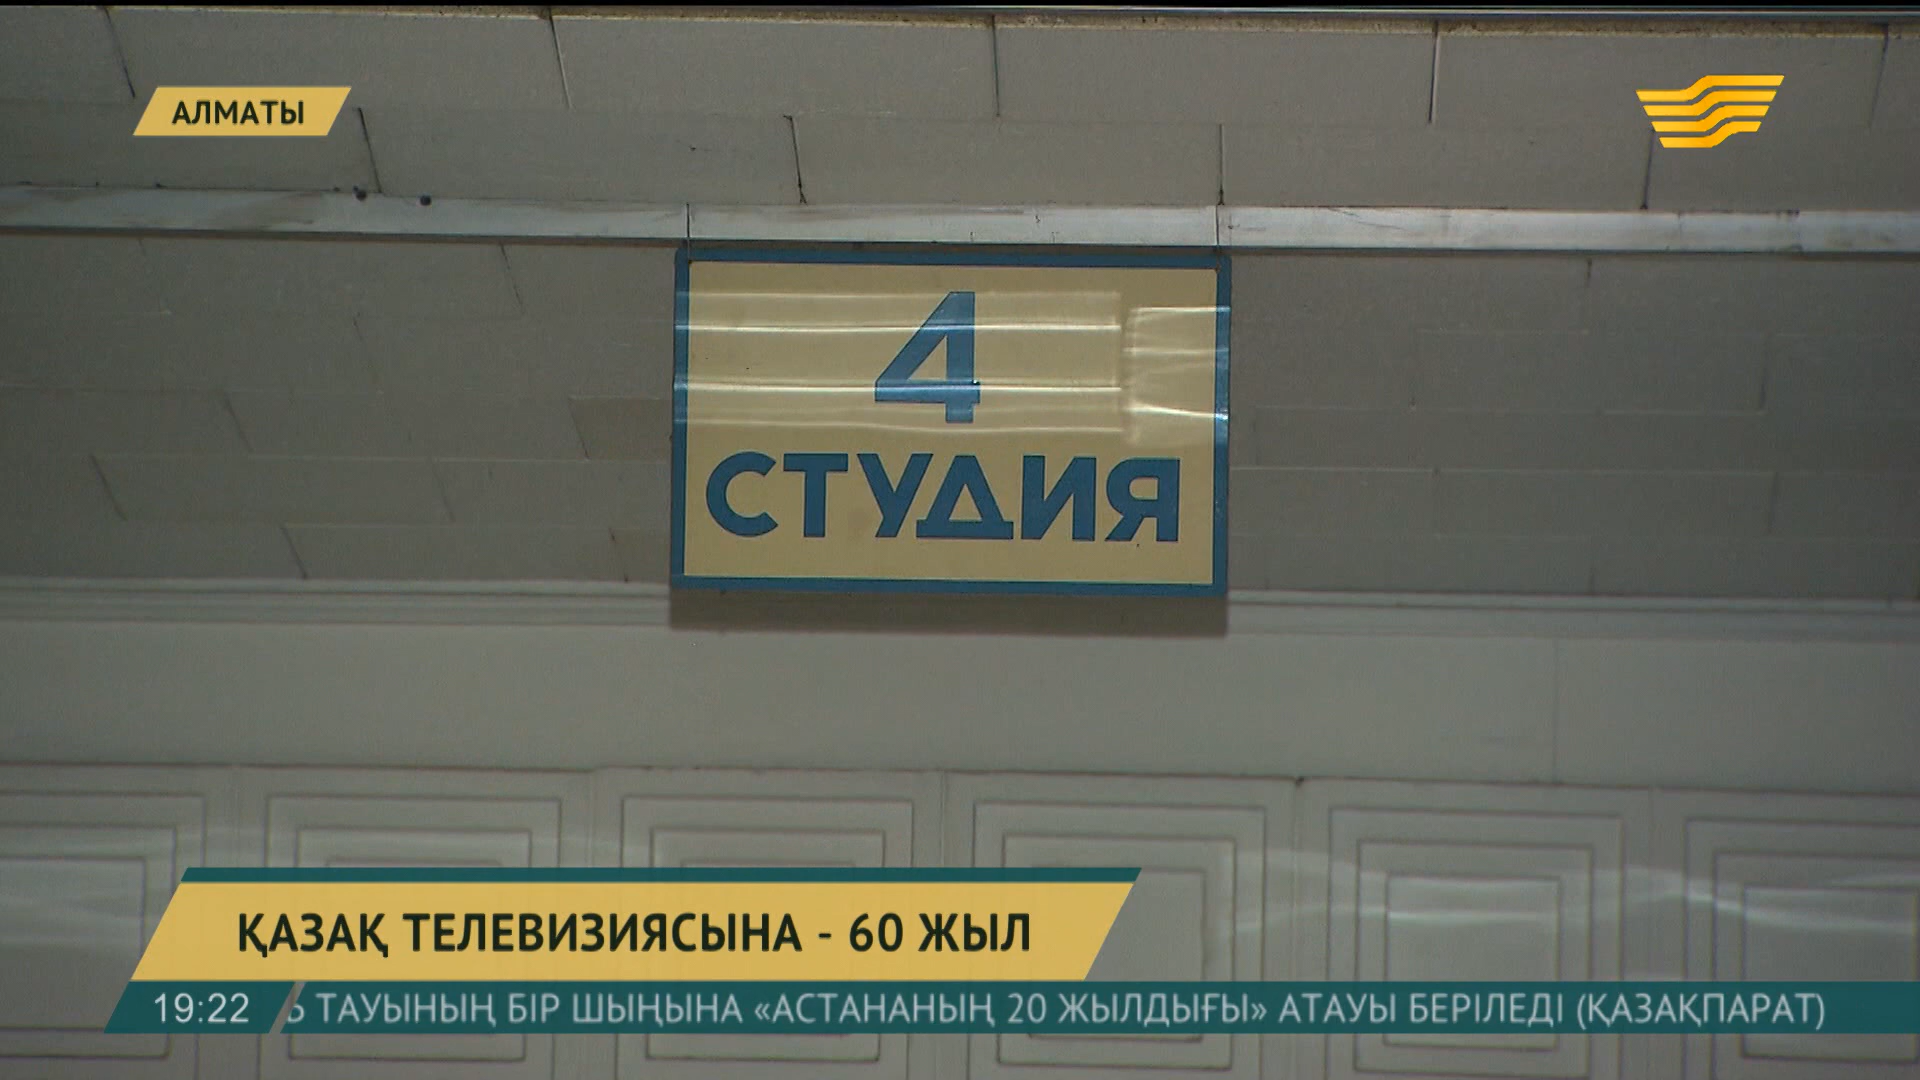 АЛМАТЫ
4
СТУДИЯ
ҚАЗАҚ ТЕЛЕВИЗИЯСЫНА - 60 ЖЫЛ
19:22
ТАУЫНЫҢ БІР ШЫҢЫНА «АСТАНАНЫҢ 20 ЖЫЛДЫҒЫ» АТАУЫ БЕРІЛЕДІ (ҚАЗАҚПАРАТ)